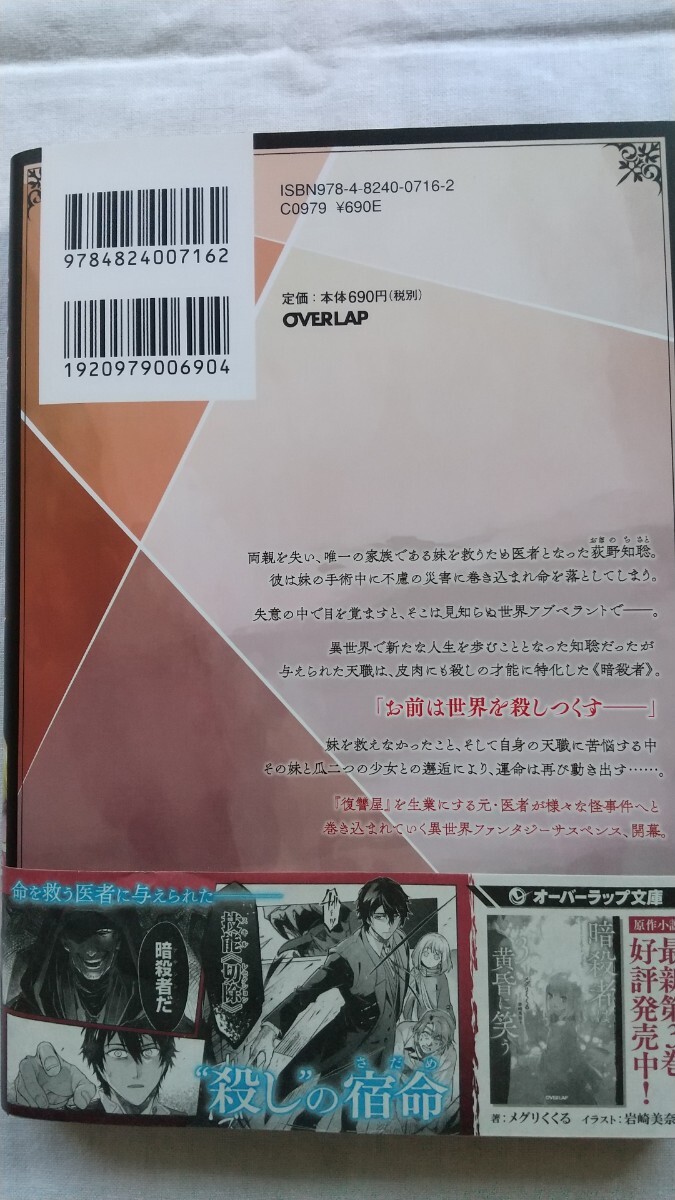 ISBN978-4-8240-0716-2
C0979 ¥690E
9784824007162
定価：本体690円(税別)
OVERLAP
1920979006904
両親を失い、唯一の家族である妹を救うため医者となった荻野知聡。
おぎの ちさと
彼は妹の手術中に不慮の災害に巻き込まれ命を落としてしまう。
失意の中で目を覚ますと、そこは見知らぬ世界アブベラントで――。
異世界で新たな人生を歩むこととなった知聡だったが
与えられた天職は、皮肉にも殺しの才能に特化した《暗殺者》。
「お前は世界を殺しつくす――」
妹を救えなかったこと、そして自身の天職に苦悩する中
その妹と瓜二つの少女との邂逅により、運命は再び動き出す……。
『復讐屋』を生業にする元・医者が様々な怪事件へと
巻き込まれていく異世界ファンタジーサスペンス、開幕。
命を救う医者に与えられた――
暗殺者だ
技能《切除》
“殺し”の宿命
さだめ
オーバーラップ文庫
原作小説
最新第3巻
好評発売中！
暗殺者は
黄昏に笑う
OVERLAP
著：メグリくくる イラスト：岩崎美奈